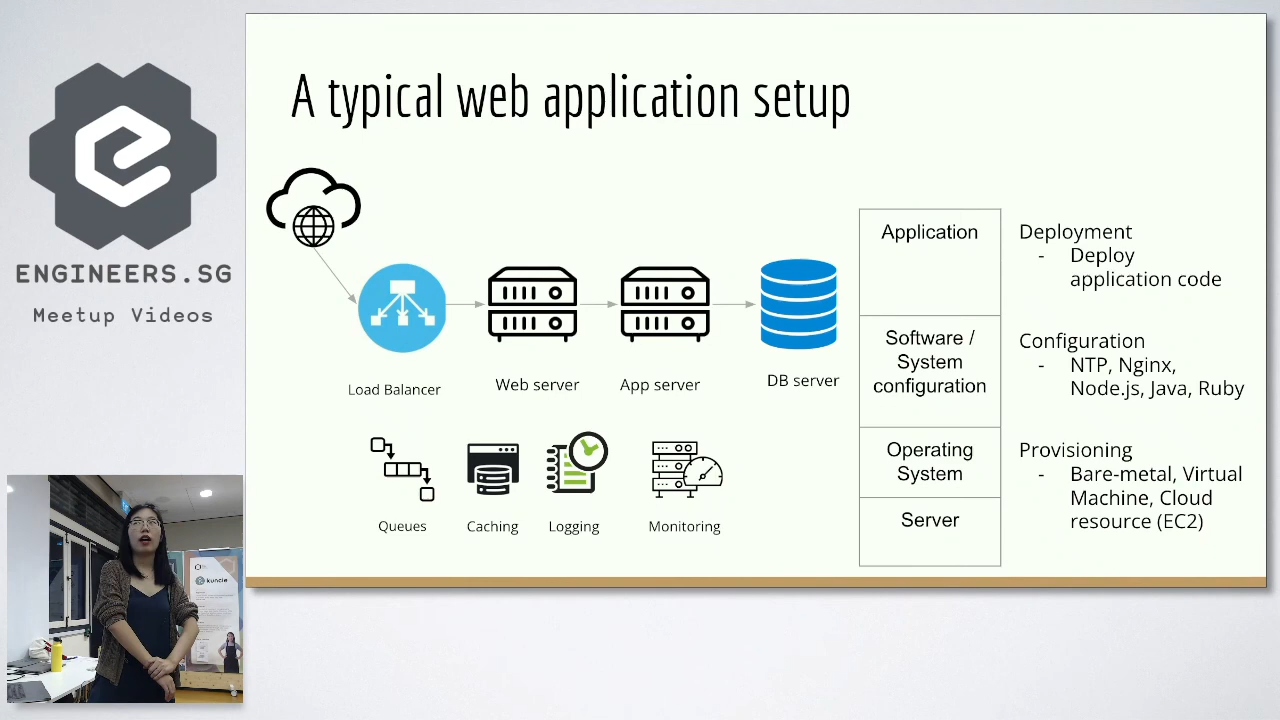 ENGINEERS.SG
Meetup Videos
A typical web application setup
Load Balancer
Web server
App server
DB server
Queues
Caching
Logging
Monitoring
Application
Software /
System
configuration
Operating
System
Server
Deployment
- Deploy
application code
Configuration
- NTP, Nginx,
Node.js, Java, Ruby
Provisioning
- Bare-metal, Virtual
Machine, Cloud
resource (EC2)
kuncie